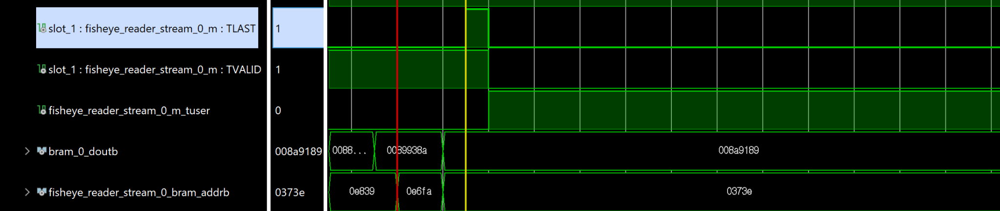 slot_1 : fisheye_reader_stream_0_m : TLAST 1
slot_1 : fisheye_reader_stream_0_m : TVALID 1
fisheye_reader_stream_0_m_tuser 0
bram_0_doutb 008a9189 0088... 0089938a 008a9189
fisheye_reader_stream_0_bram_addrb 0373e 0e839 0e6fa 0373e